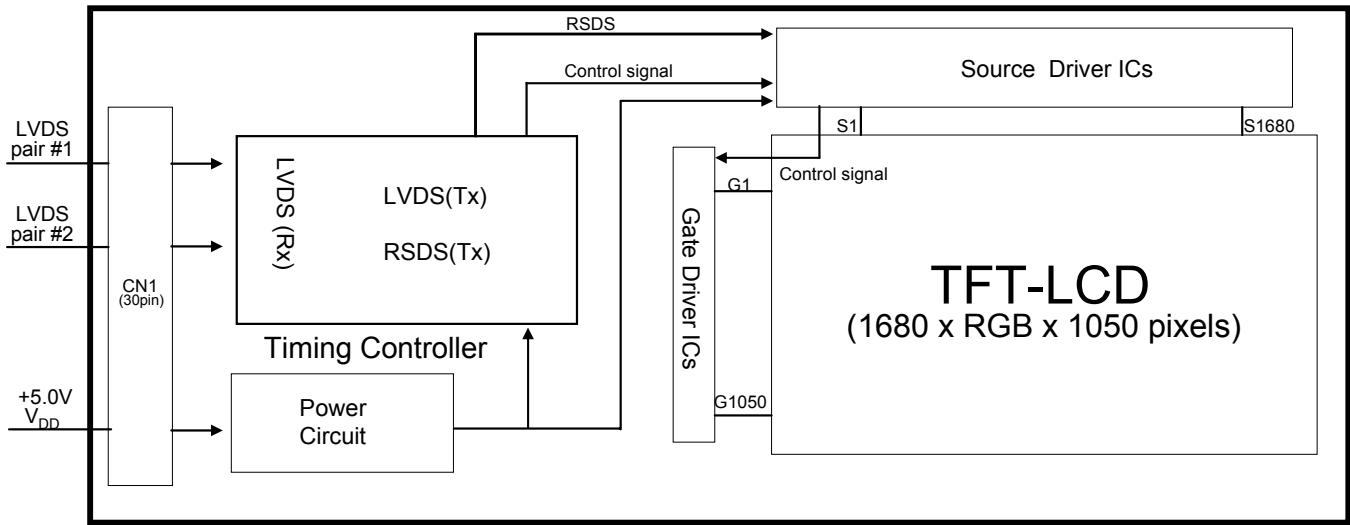 RSDS
Control signal
Source  Driver ICs
S1
S1680
LVDS
pair #1
LVDS
pair #2
CN1
(30pin)
LVDS (Rx)
LVDS(Tx)
RSDS(Tx)
Timing Controller
Control signal
G1
Gate Driver ICs
G1050
TFT-LCD
(1680 x RGB x 1050 pixels)
+5.0V
VDD
Power
Circuit